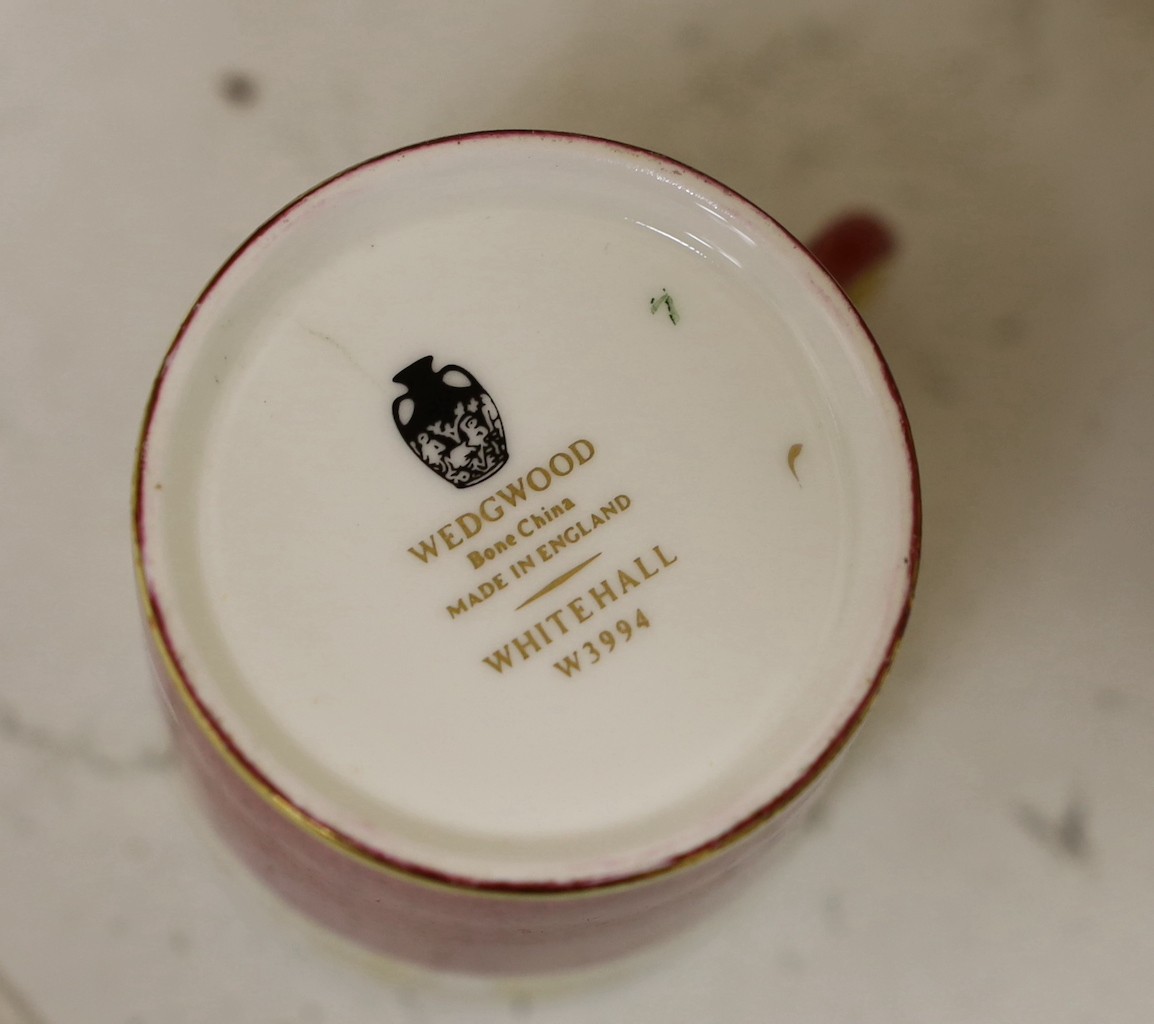 WEDGWOOD
Bone China
MADE IN ENGLAND
WHITEHALL
W3994